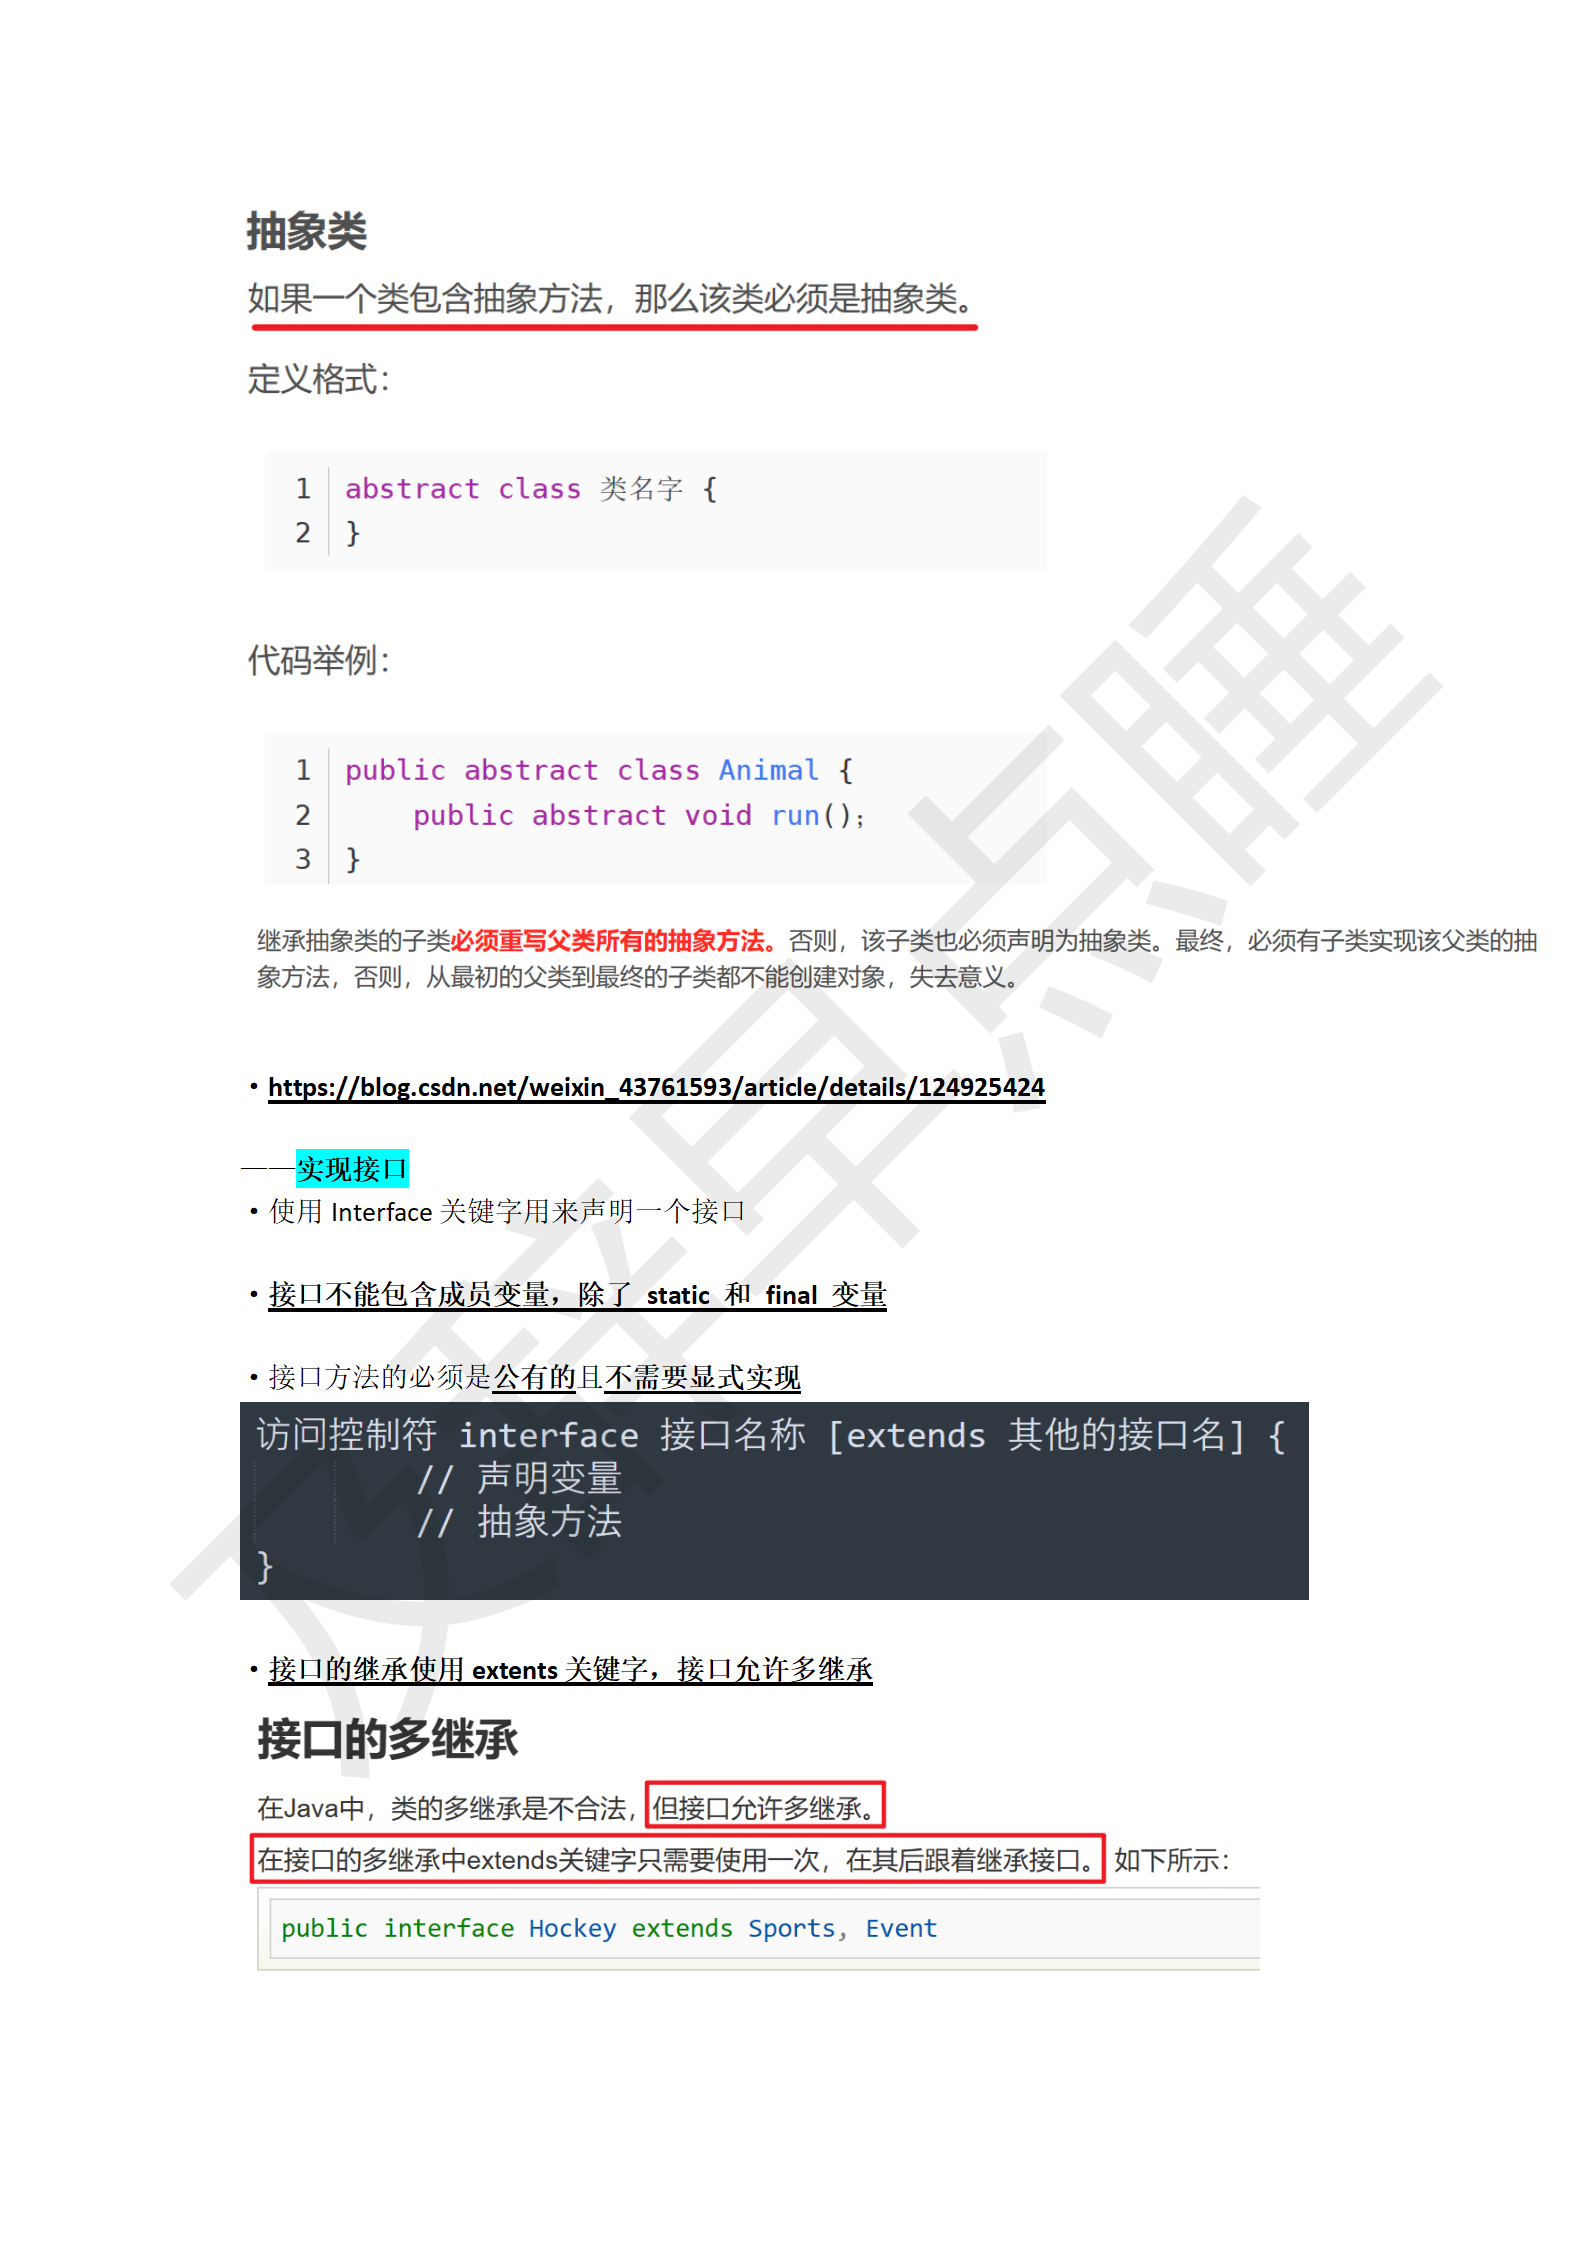 抽象类
如果一个类包含抽象方法，那么该类必须是抽象类。
定义格式：
1 abstract class 类名字 {
2 }
代码举例：
1 public abstract class Animal {
2     public abstract void run();
3 }
继承抽象类的子类必须重写父类所有的抽象方法。否则，该子类也必须声明为抽象类。最终，必须有子类实现该父类的抽
象方法，否则，从最初的父类到最终的子类都不能创建对象，失去意义。
• https://blog.csdn.net/weixin_43761593/article/details/124925424
——实现接口
• 使用 Interface 关键字用来声明一个接口
• 接口不能包含成员变量，除了 static 和 final 变量
• 接口方法的必须是公有的且不需要显式实现
访问控制符 interface 接口名称 [extends 其他的接口名] {
        // 声明变量
        // 抽象方法
}
• 接口的继承使用 extents 关键字，接口允许多继承
接口的多继承
在Java中，类的多继承是不合法，但接口允许多继承。
在接口的多继承中extends关键字只需要使用一次，在其后跟着继承接口。 如下所示：
public interface Hockey extends Sports, Event
早点睡